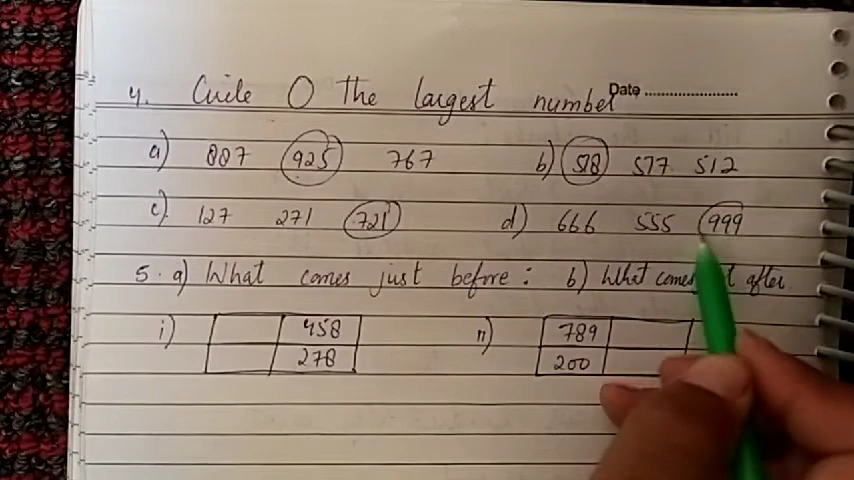 4. Circle O The largest number Date
a) 887 925 767 b) 578 577 512
c) 127 271 721 d) 666 555 999
5. a) What comes just before: b) What comes after
i) 458 ii) 789
278 200